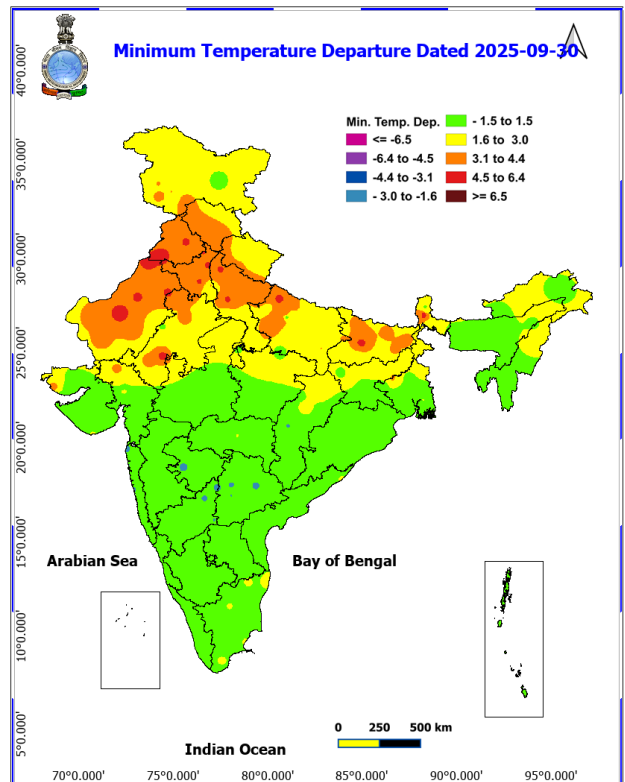 Minimum Temperature Departure Dated 2025-09-30
40°0.000'
35°0.000'
30°0.000'
25°0.000'
20°0.000'
15°0.000'
10°0.000'
5°0.000'
Min. Temp. Dep.
<= -6.5
-6.4 to -4.5
-4.4 to -3.1
- 3.0 to -1.6
- 1.5 to 1.5
1.6 to 3.0
3.1 to 4.4
4.5 to 6.4
>= 6.5
Arabian Sea
Bay of Bengal
0 250 500 km
Indian Ocean
70°0.000' 75°0.000' 80°0.000' 85°0.000' 90°0.000' 95°0.000'